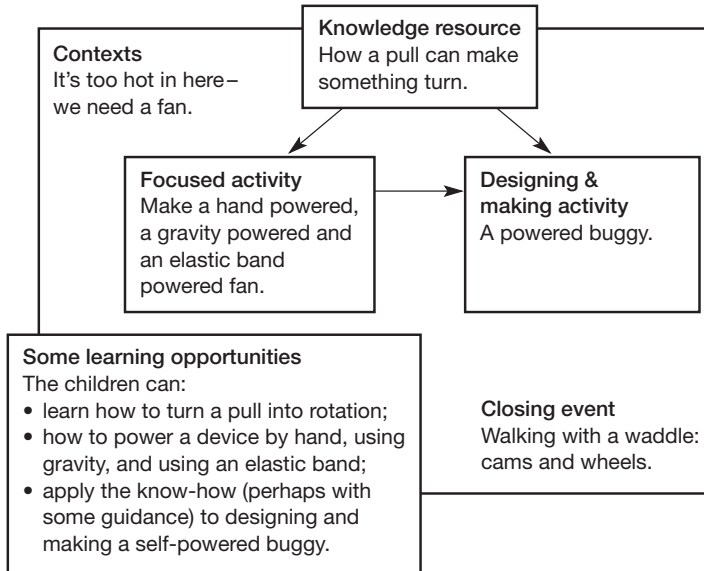 Knowledge resource
How a pull can make
something turn.
Contexts
It's too hot in here–
we need a fan.
Focused activity
Make a hand powered,
a gravity powered and
an elastic band
powered fan.
Designing &
making activity
A powered buggy.
Some learning opportunities
The children can:
• learn how to turn a pull into rotation;
• how to power a device by hand, using
gravity, and using an elastic band;
• apply the know-how (perhaps with
some guidance) to designing and
making a self-powered buggy.
Closing event
Walking with a waddle:
cams and wheels.